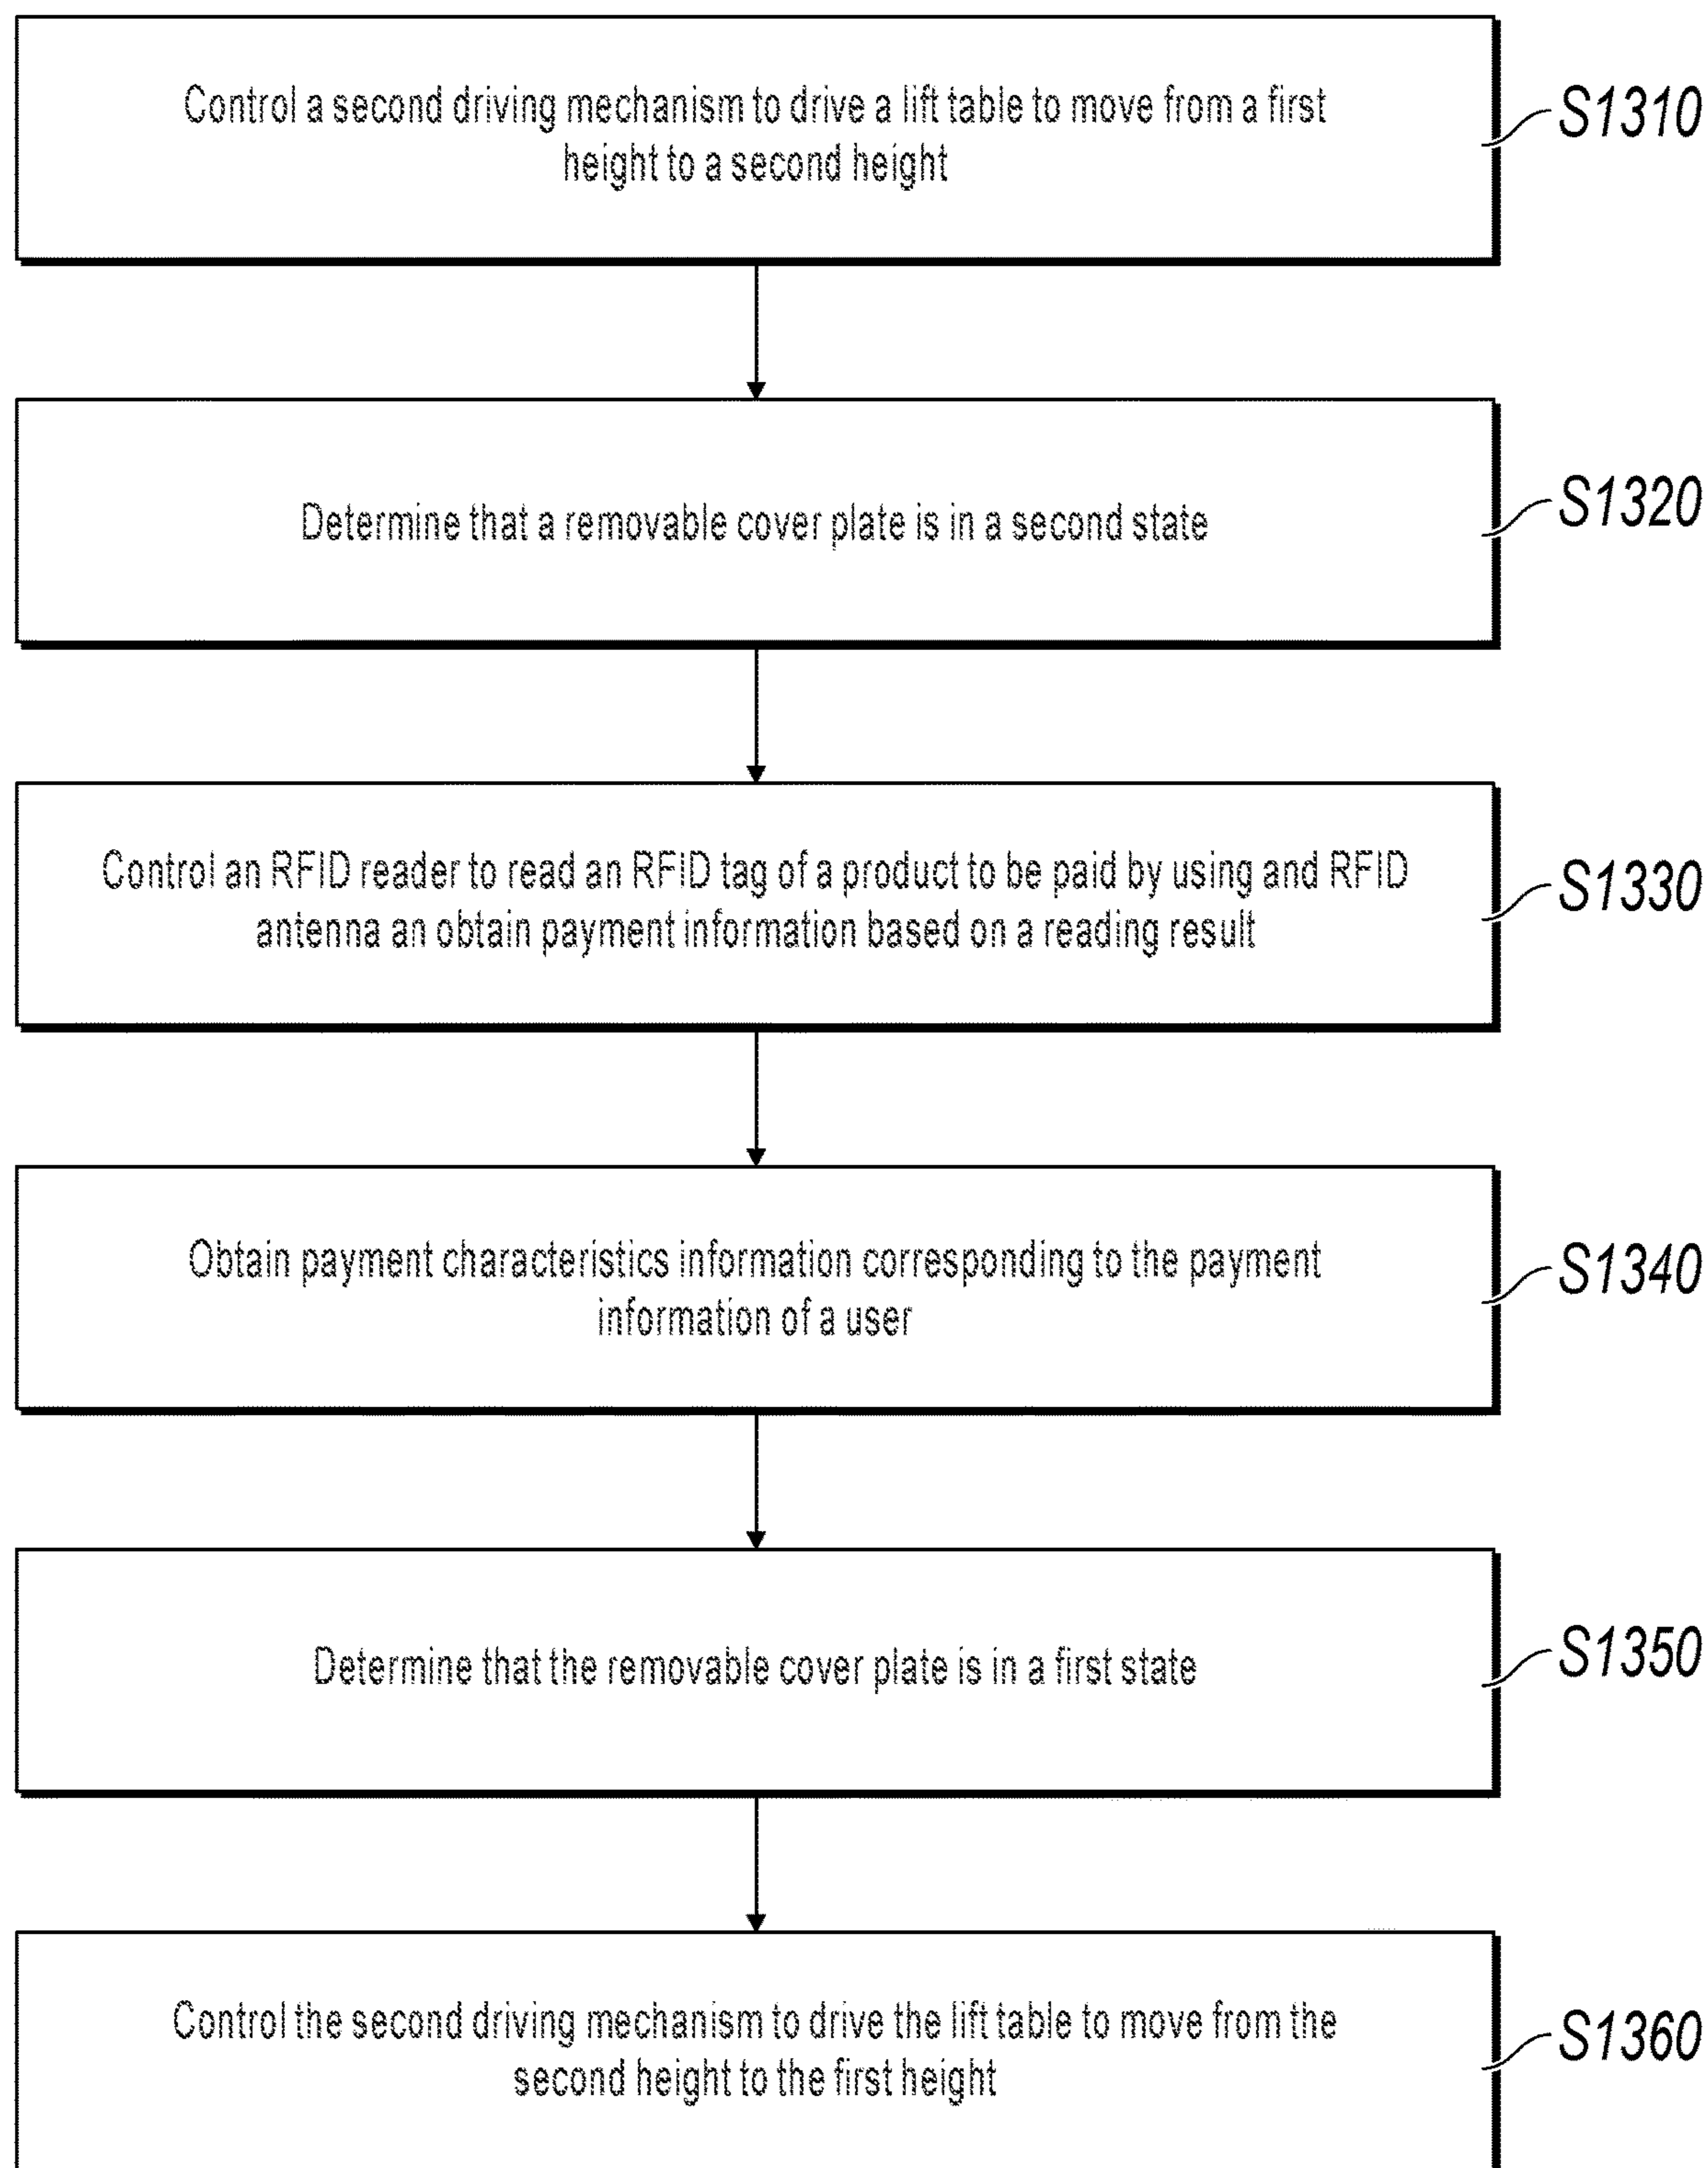 Control a second driving mechanism to drive a lift table to move from a first
height to a second height
S1310
Determine that a removable cover plate is in a second state
S1320
Control an RFID reader to read an RFID tag of a product to be paid by using and RFID
antenna an obtain payment information based on a reading result
S1330
Obtain payment characteristics information corresponding to the payment
information of a user
S1340
Determine that the removable cover plate is in a first state
S1350
Control the second driving mechanism to drive the lift table to move from the
second height to the first height
S1360